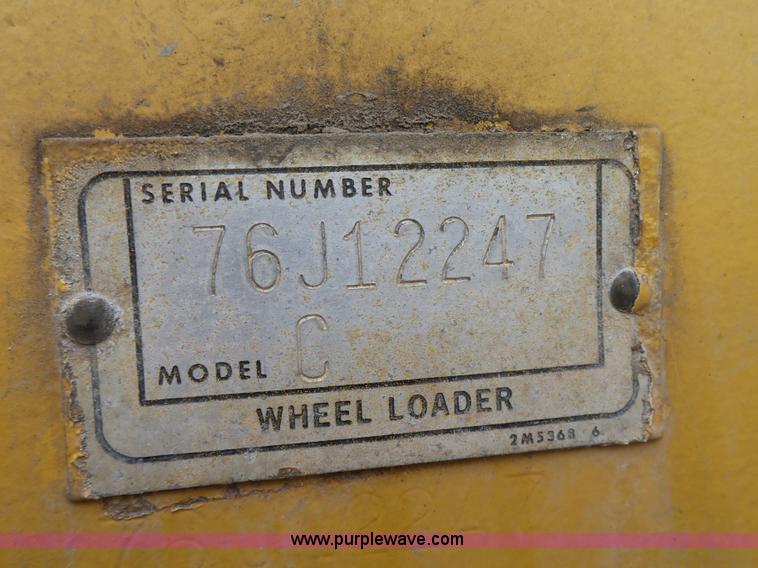 SERIAL NUMBER
76J12247
MODEL C
WHEEL LOADER
2M5368 6
www.purplewave.com